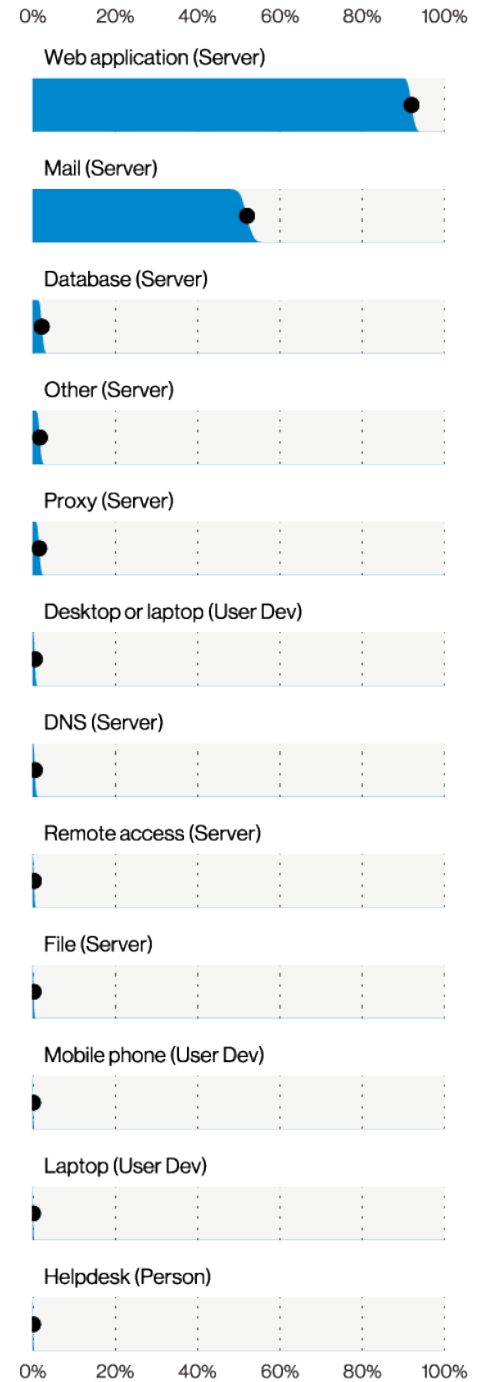 0% 20% 40% 60% 80% 100%
Web application (Server)
Mail (Server)
Database (Server)
Other (Server)
Proxy (Server)
Desktop or laptop (User Dev)
DNS (Server)
Remote access (Server)
File (Server)
Mobile phone (User Dev)
Laptop (User Dev)
Helpdesk (Person)
0% 20% 40% 60% 80% 100%